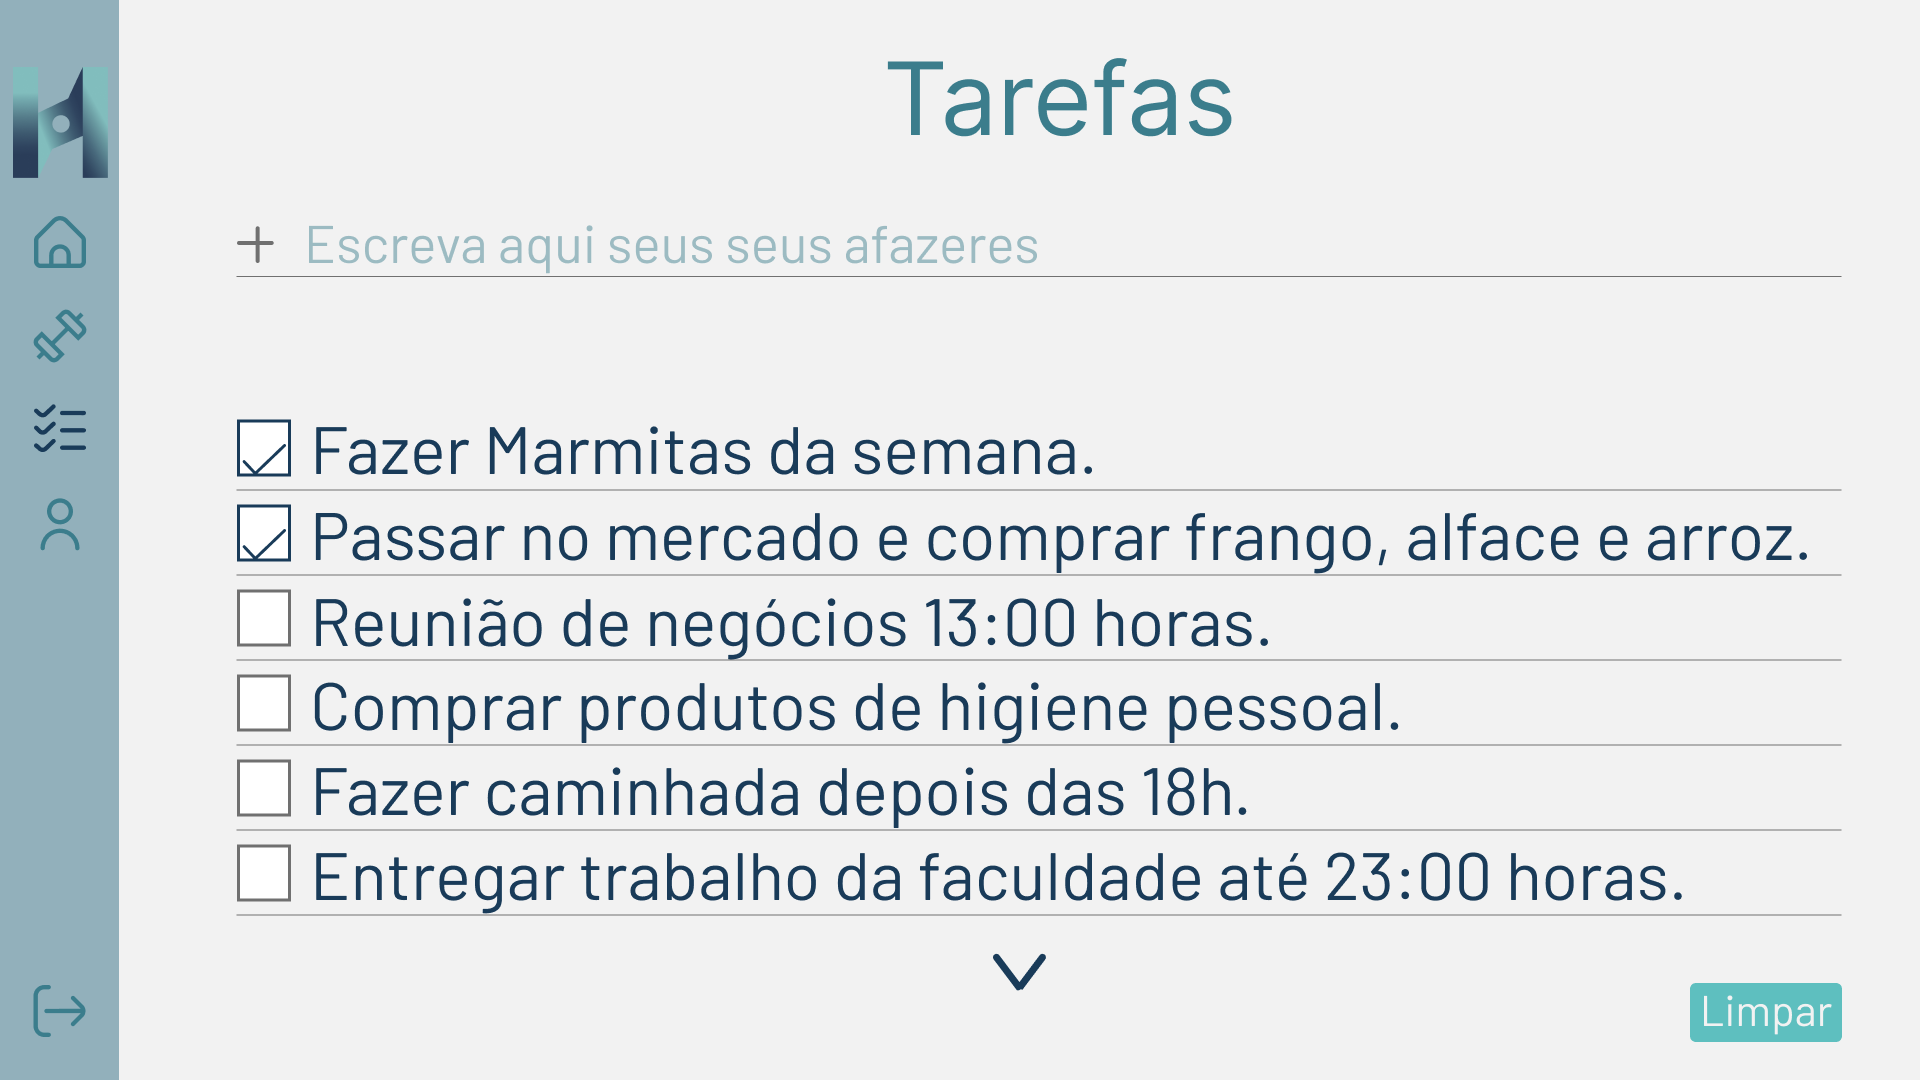 Tarefas
Escreva aqui seus seus afazeres
Fazer Marmitas da semana.
Passar no mercado e comprar frango, alface e arroz.
Reunião de negócios 13:00 horas.
Comprar produtos de higiene pessoal.
Fazer caminhada depois das 18h.
Entregar trabalho da faculdade até 23:00 horas.
Limpar